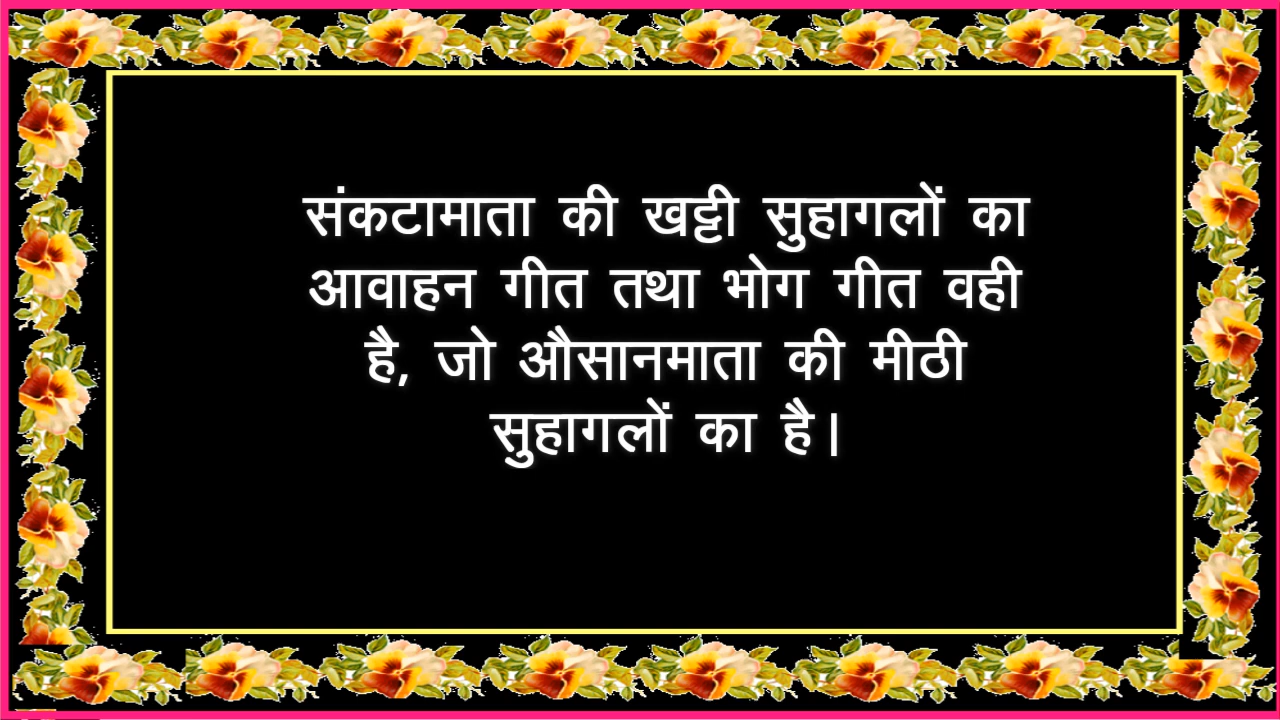 संकटामाता की खट्टी सुहागलों का
आवाहन गीत तथा भोग गीत वही
है, जो औसानमाता की मीठी
सुहागलों का है।